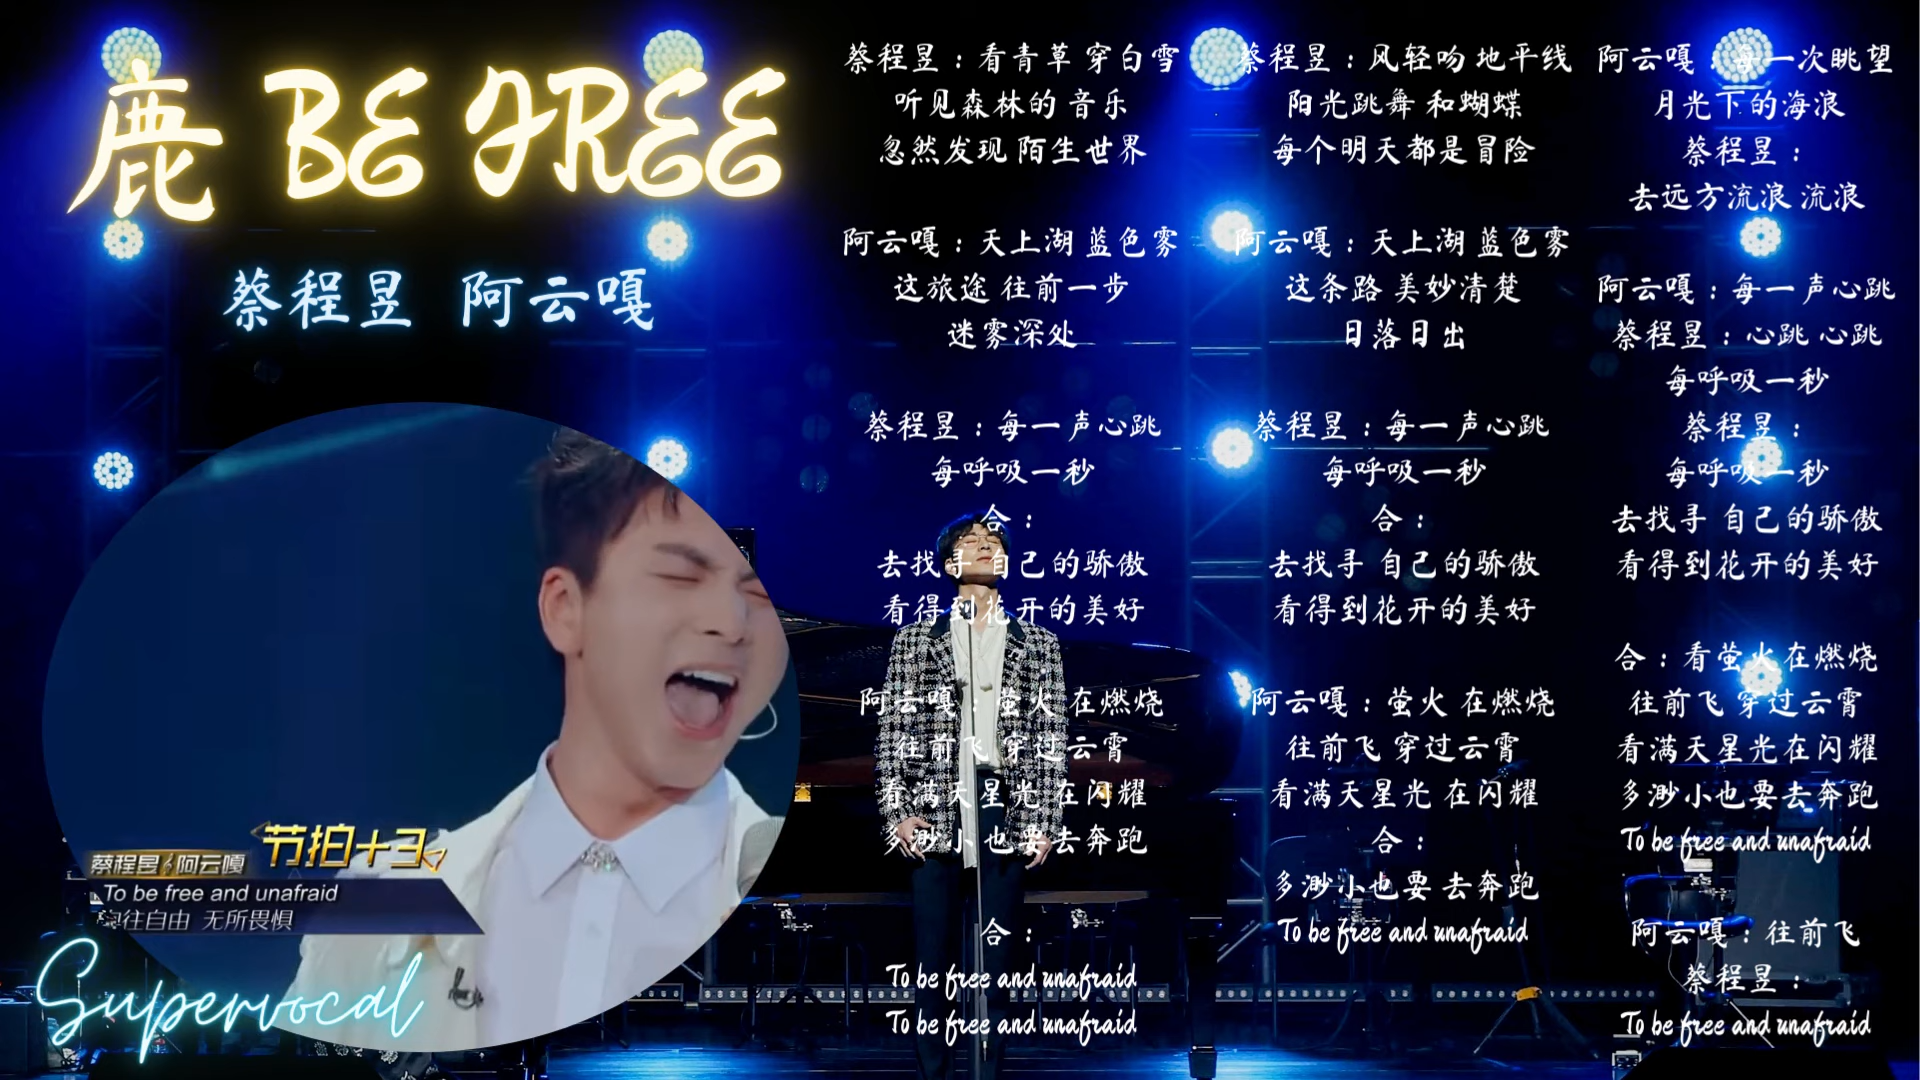 鹿 BE FREE
蔡程昱 阿云嘎
蔡程昱：看青草 穿白雪
听见森林的 音乐
忽然发现 陌生世界
阿云嘎：天上湖 蓝色雾
这旅途 往前一步
迷雾深处
蔡程昱：每一声心跳
每呼吸一秒
合：
去找寻 自己的骄傲
看得到花开的美好
阿云嘎：萤火 在燃烧
往前飞 穿过云霄
看满天星光 在闪耀
多渺小也要去奔跑
合：
To be free and unafraid
To be free and unafraid
蔡程昱：风轻吻 地平线
阳光跳舞 和蝴蝶
每个明天都是冒险
阿云嘎：天上湖 蓝色雾
这条路 美妙清楚
日落日出
蔡程昱：每一声心跳
每呼吸一秒
合：
去找寻 自己的骄傲
看得到花开的美好
阿云嘎：萤火 在燃烧
往前飞 穿过云霄
看满天星光 在闪耀
合：
多渺小也要 去奔跑
To be free and unafraid
阿云嘎：每一次眺望
月光下的海浪
蔡程昱：
去远方流浪 流浪
阿云嘎：每一声心跳
蔡程昱：心跳 心跳
每呼吸一秒
蔡程昱：
每呼吸一秒
去找寻 自己的骄傲
看得到花开的美好
合：看萤火在燃烧
往前飞 穿过云霄
看满天星光在闪耀
多渺小也要去奔跑
To be free and unafraid
阿云嘎：往前飞
蔡程昱：
To be free and unafraid
节拍+3
蔡程昱 阿云嘎
To be free and unafraid
往自由 无所畏惧
Supervocal